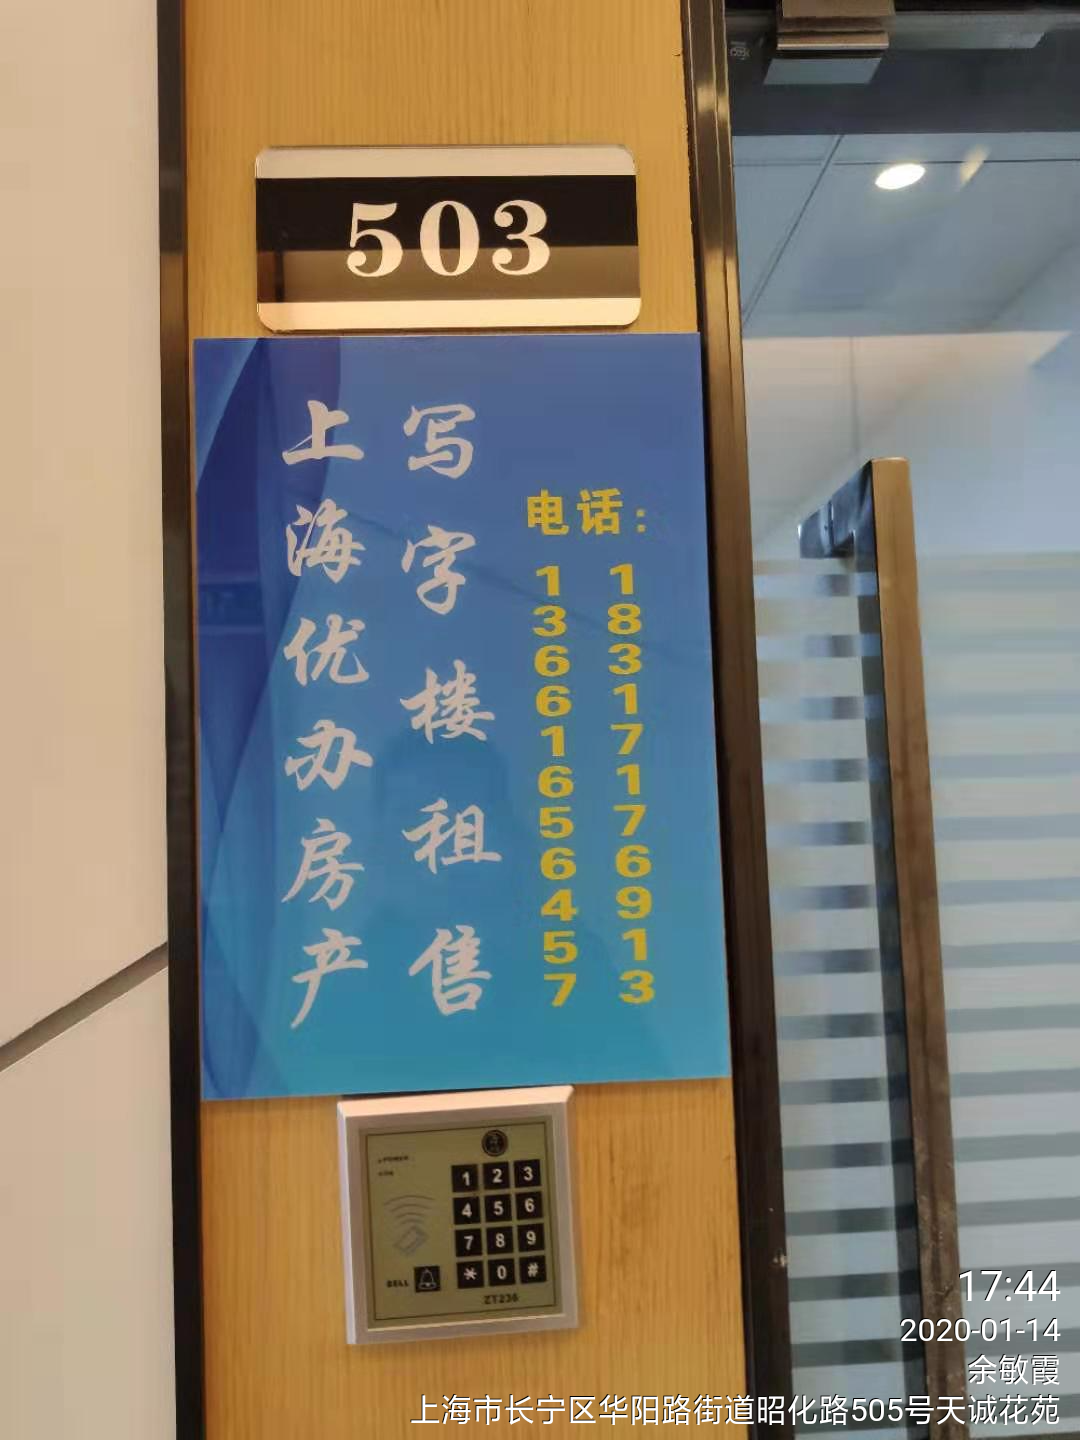 503
上海优办房产
写字楼租售
电话：
13661656457
18317176913
POWER
1 2 3
4 5 6
7 8 9
* 0 #
BELL
ZT236
17:44
2020-01-14
余敏霞
上海市长宁区华阳路街道昭化路505号天诚花苑